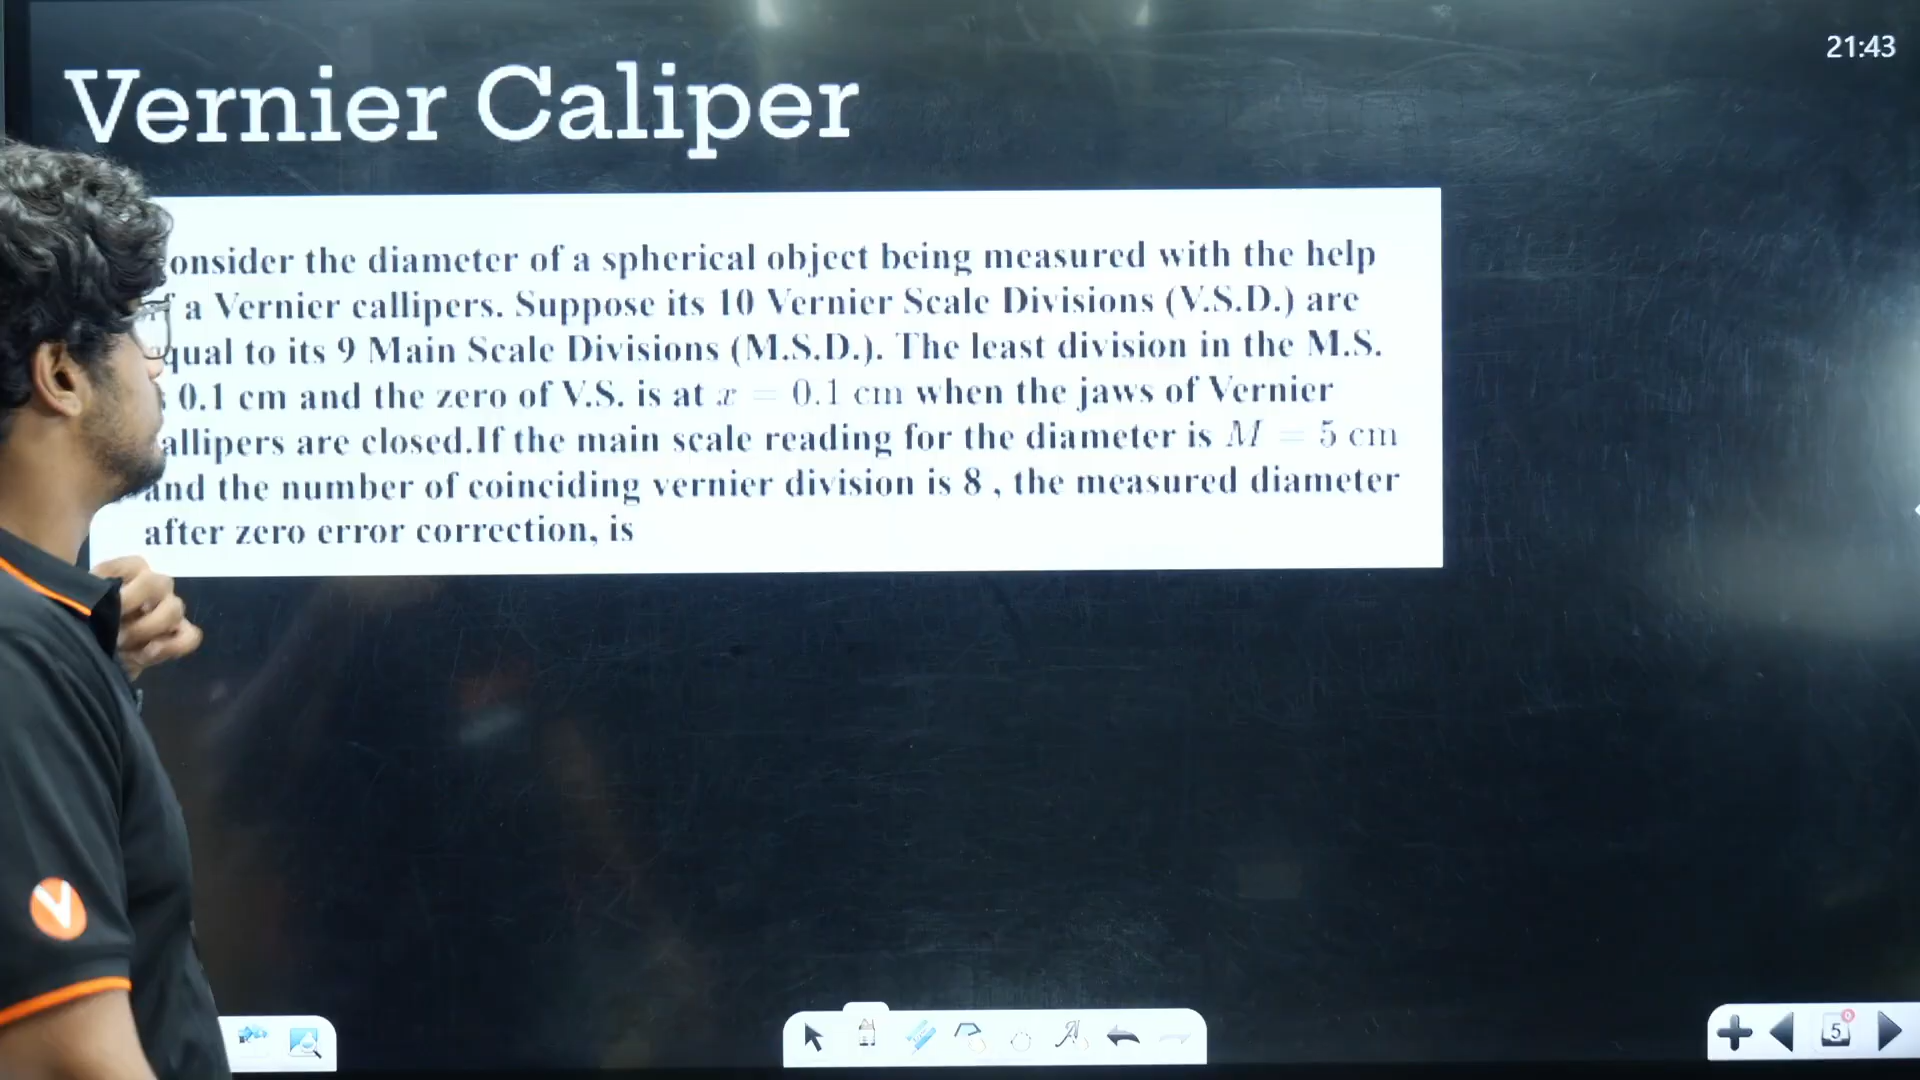 21:43
Vernier Caliper
onsider the diameter of a spherical object being measured with the help
a Vernier callipers. Suppose its 10 Vernier Scale Divisions (V.S.D.) are
qual to its 9 Main Scale Divisions (M.S.D.). The least division in the M.S.
0.1 cm and the zero of V.S. is at x = 0.1 cm when the jaws of Vernier
allipers are closed.If the main scale reading for the diameter is M = 5 cm
and the number of coinciding vernier division is 8 , the measured diameter
after zero error correction, is
V
5
0